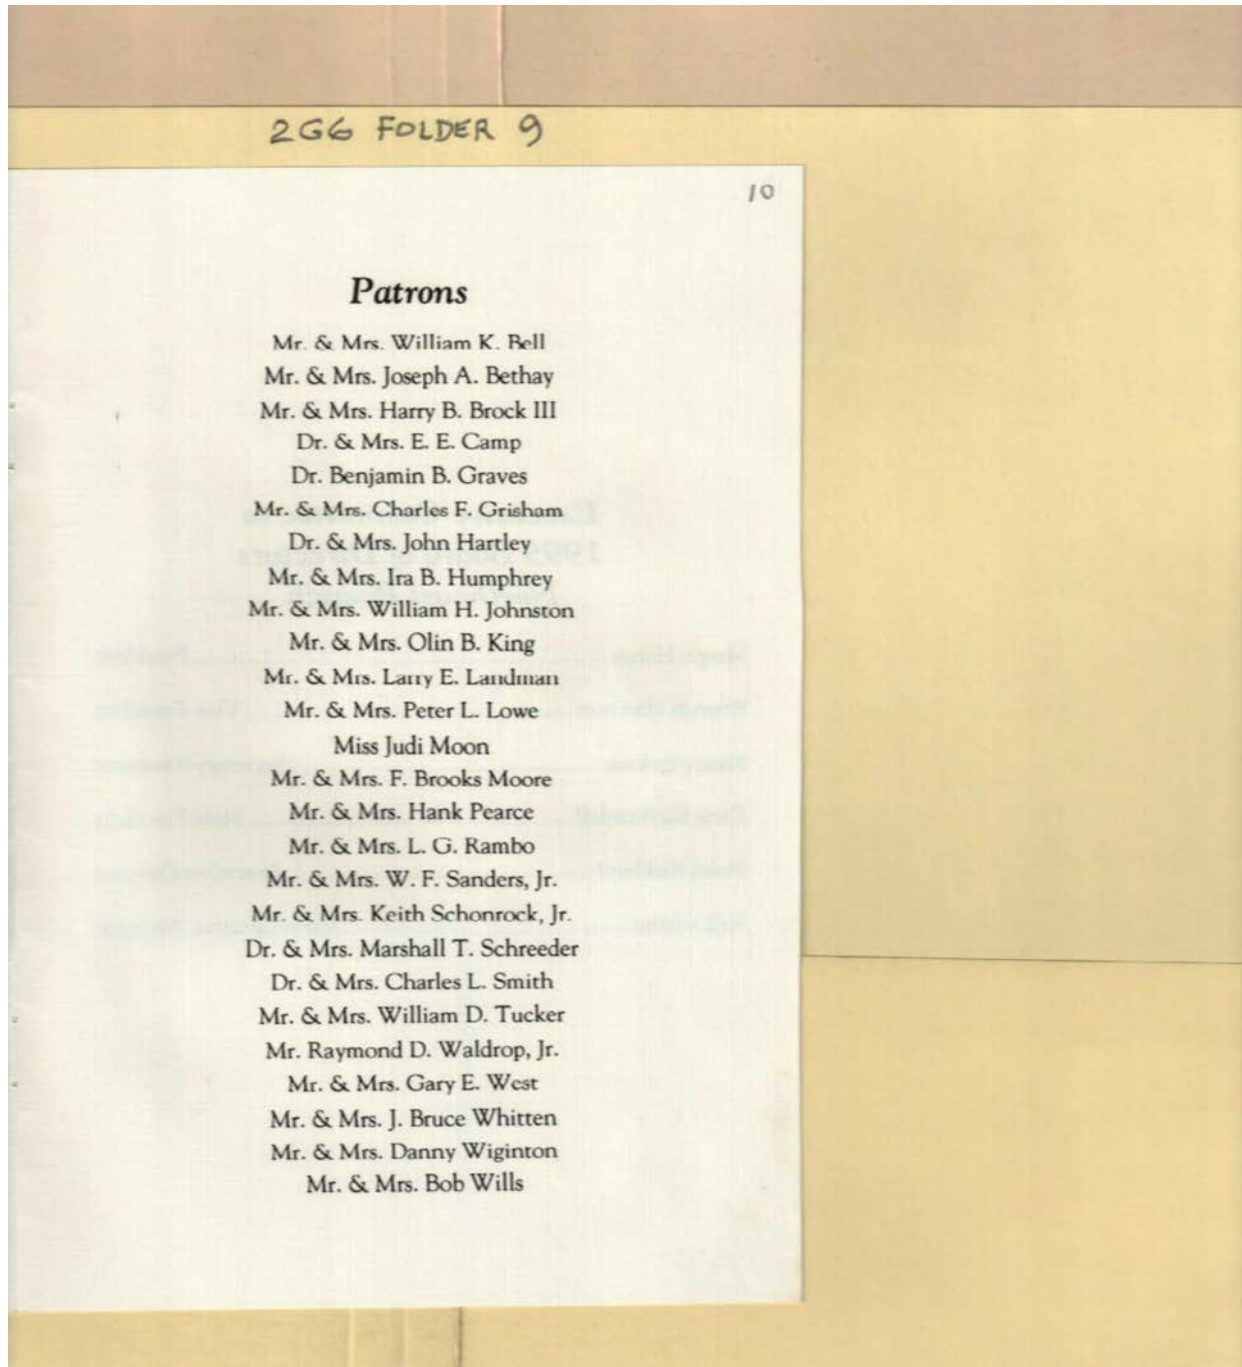 2G6 FOLDER 9
10
Patrons
Mr. & Mrs. William K. Bell
Mr. & Mrs. Joseph A. Bethay
Mr. & Mrs. Harry B. Brock III
Dr. & Mrs. E. E. Camp
Dr. Benjamin B. Graves
Mr. & Mrs. Charles F. Grisham
Dr. & Mrs. John Hartley
Mr. & Mrs. Ira B. Humphrey
Mr. & Mrs. William H. Johnston
Mr. & Mrs. Olin B. King
Mr. & Mrs. Larry E. Landman
Mr. & Mrs. Peter L. Lowe
Miss Judi Moon
Mr. & Mrs. F. Brooks Moore
Mr. & Mrs. Hank Pearce
Mr. & Mrs. L. G. Rambo
Mr. & Mrs. W. F. Sanders, Jr.
Mr. & Mrs. Keith Schonrock, Jr.
Dr. & Mrs. Marshall T. Schreeder
Dr. & Mrs. Charles L. Smith
Mr. & Mrs. William D. Tucker
Mr. Raymond D. Waldrop, Jr.
Mr. & Mrs. Gary E. West
Mr. & Mrs. J. Bruce Whitten
Mr. & Mrs. Danny Wiginton
Mr. & Mrs. Bob Wills